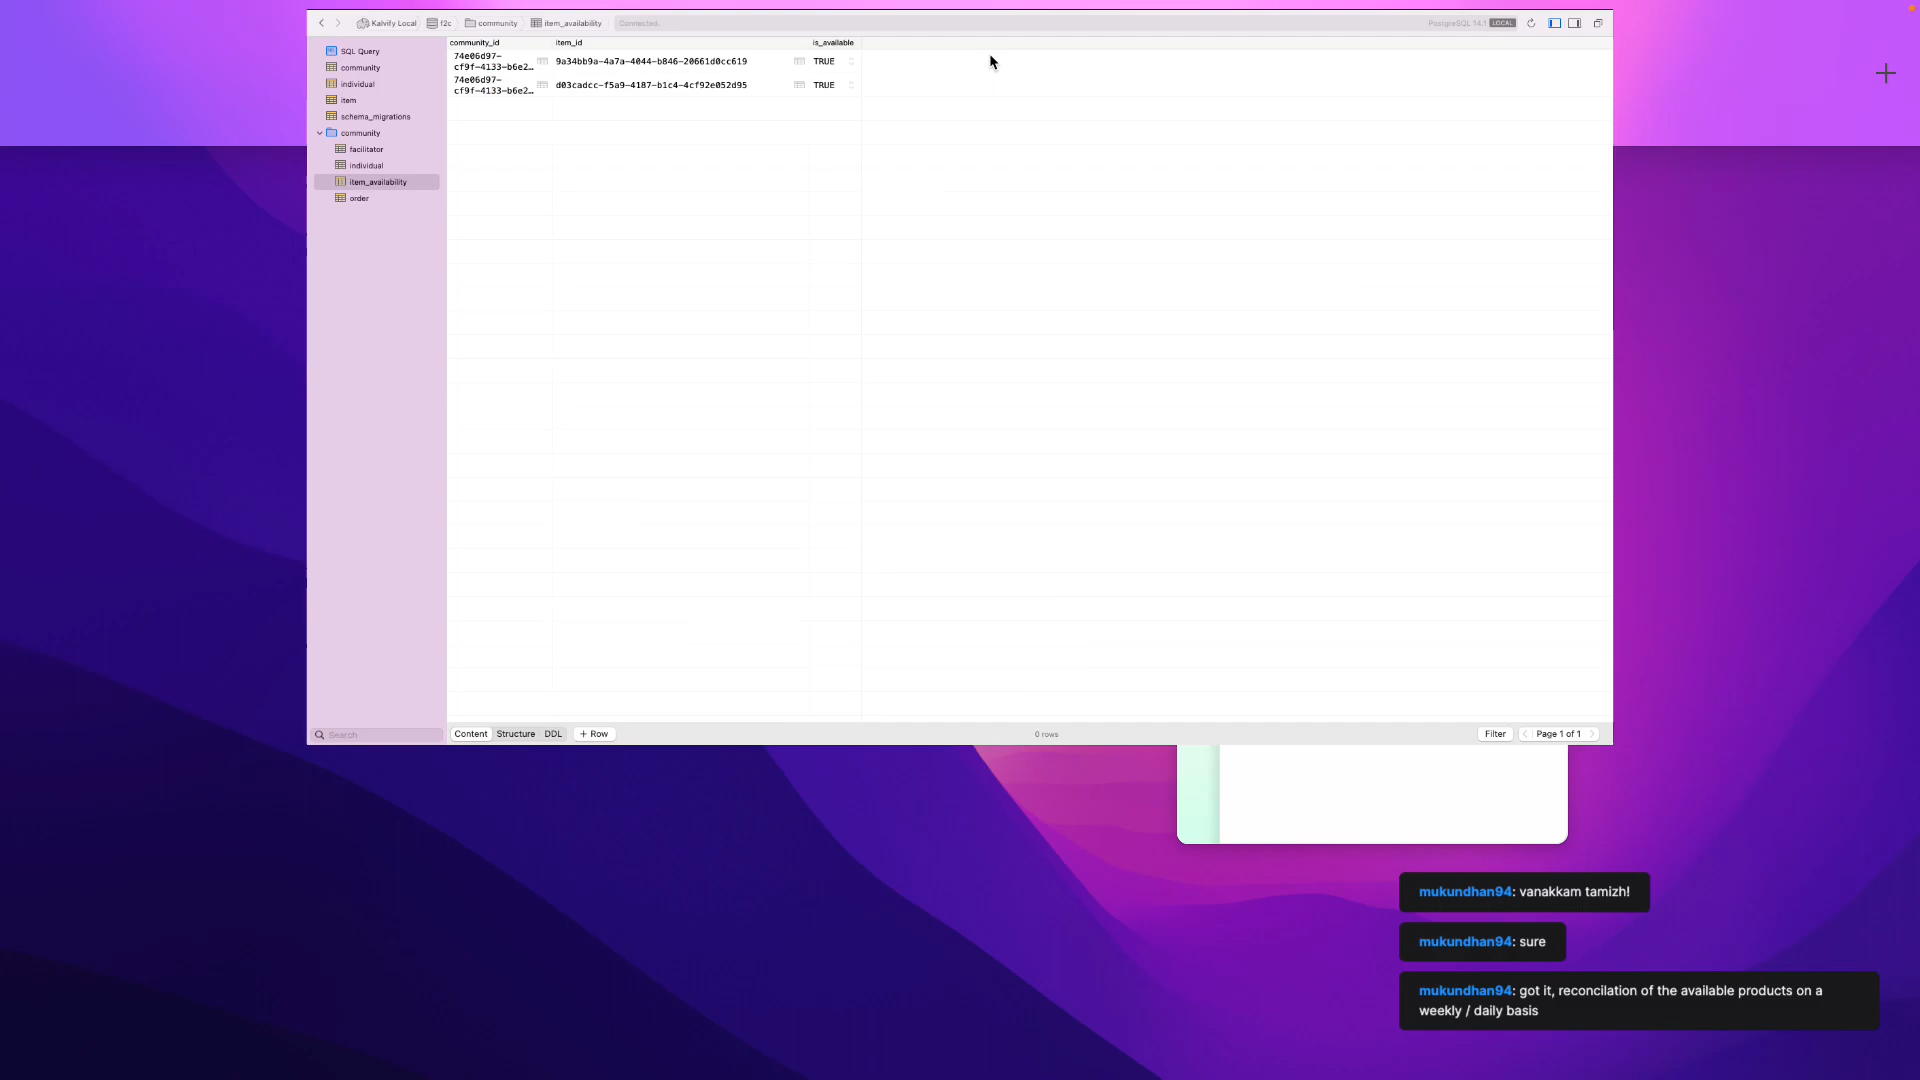 Kalvify Local f2c community item_availability Connected. PostgreSQL 14.1 LOCAL
SQL Query
community
individual
item
schema_migrations
community
facilitator
individual
item_availability
order
Search
community_id item_id is_available
74e06d97-
cf9f-4133-b6e2… 9a34bb9a-4a7a-4044-b846-20661d0cc619 TRUE
74e06d97-
cf9f-4133-b6e2… d03cadcc-f5a9-4187-b1c4-4cf92e052d95 TRUE
Content Structure DDL + Row 0 rows Filter Page 1 of 1
mukundhan94: vanakkam tamizh!
mukundhan94: sure
mukundhan94: got it, reconcilation of the available products on a
weekly / daily basis